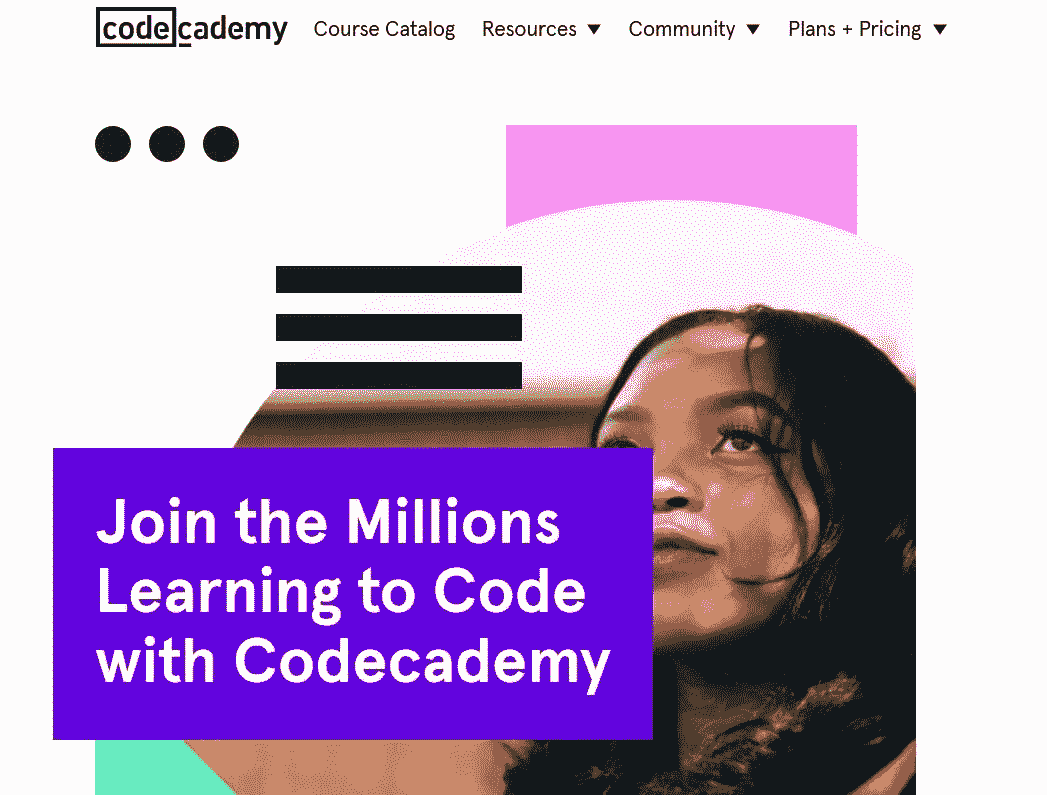 codecademy Course Catalog Resources Community Plans + Pricing
Join the Millions
Learning to Code
with Codecademy